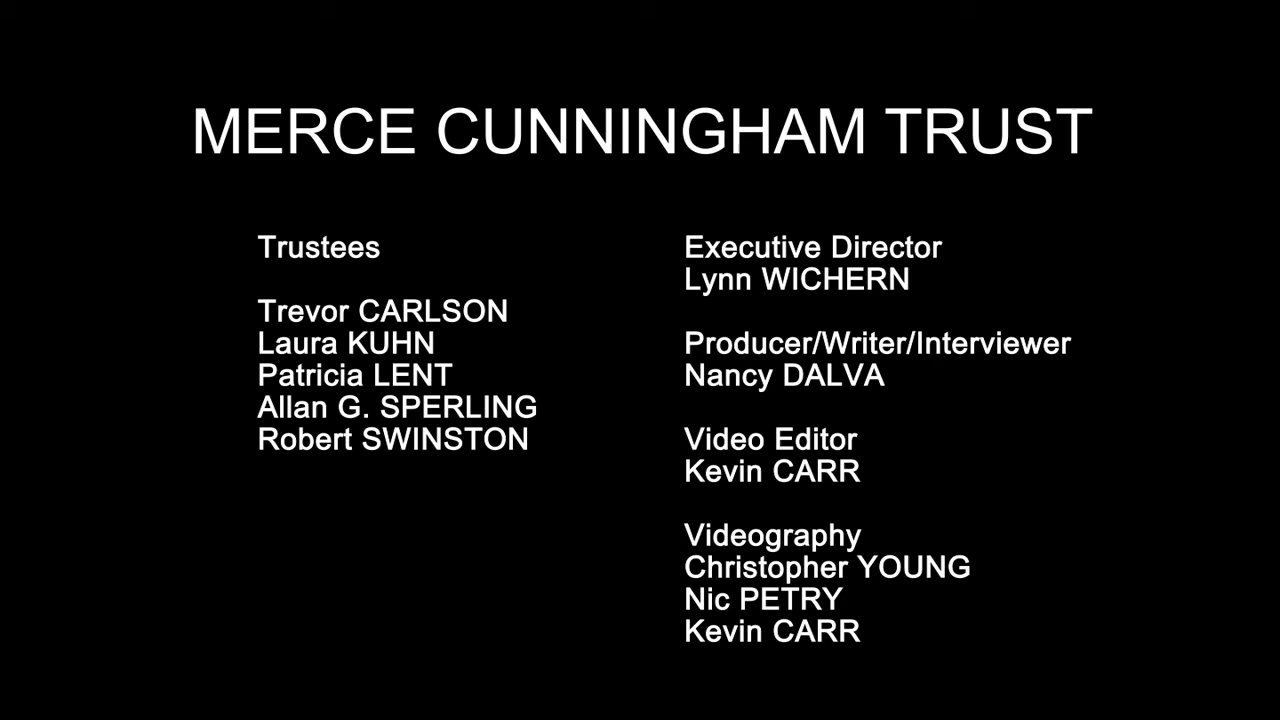 MERCE CUNNINGHAM TRUST
Trustees
Trevor CARLSON
Laura KUHN
Patricia LENT
Allan G. SPERLING
Robert SWINSTON
Executive Director
Lynn WICHERN
Producer/Writer/Interviewer
Nancy DALVA
Video Editor
Kevin CARR
Videography
Christopher YOUNG
Nic PETRY
Kevin CARR